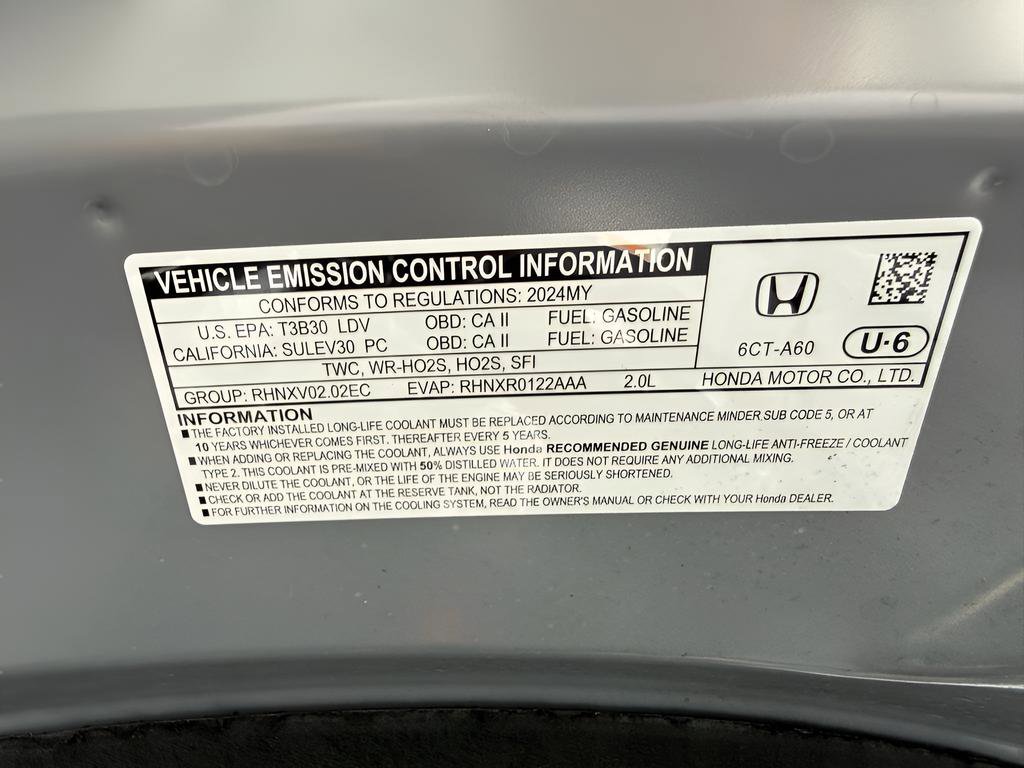 VEHICLE EMISSION CONTROL INFORMATION
CONFORMS TO REGULATIONS: 2024MY
U.S. EPA: T3B30 LDV OBD: CA II FUEL: GASOLINE
CALIFORNIA: SULEV30 PC OBD: CA II FUEL: GASOLINE
TWC, WR-HO2S, HO2S, SFI
GROUP: RHNXV02.02EC EVAP: RHNXR0122AAA 2.0L
6CT-A60 U-6
HONDA MOTOR CO., LTD.
INFORMATION
■ THE FACTORY INSTALLED LONG-LIFE COOLANT MUST BE REPLACED ACCORDING TO MAINTENANCE MINDER SUB CODE 5, OR AT
10 YEARS WHICHEVER COMES FIRST. THEREAFTER EVERY 5 YEARS.
■ WHEN ADDING OR REPLACING THE COOLANT, ALWAYS USE Honda RECOMMENDED GENUINE LONG-LIFE ANTI-FREEZE / COOLANT
TYPE 2. THIS COOLANT IS PRE-MIXED WITH 50% DISTILLED WATER. IT DOES NOT REQUIRE ANY ADDITIONAL MIXING.
■ NEVER DILUTE THE COOLANT, OR THE LIFE OF THE ENGINE MAY BE SERIOUSLY SHORTENED.
■ CHECK OR ADD THE COOLANT AT THE RESERVE TANK, NOT THE RADIATOR.
■ FOR FURTHER INFORMATION ON THE COOLING SYSTEM, READ THE OWNER'S MANUAL OR CHECK WITH YOUR Honda DEALER.